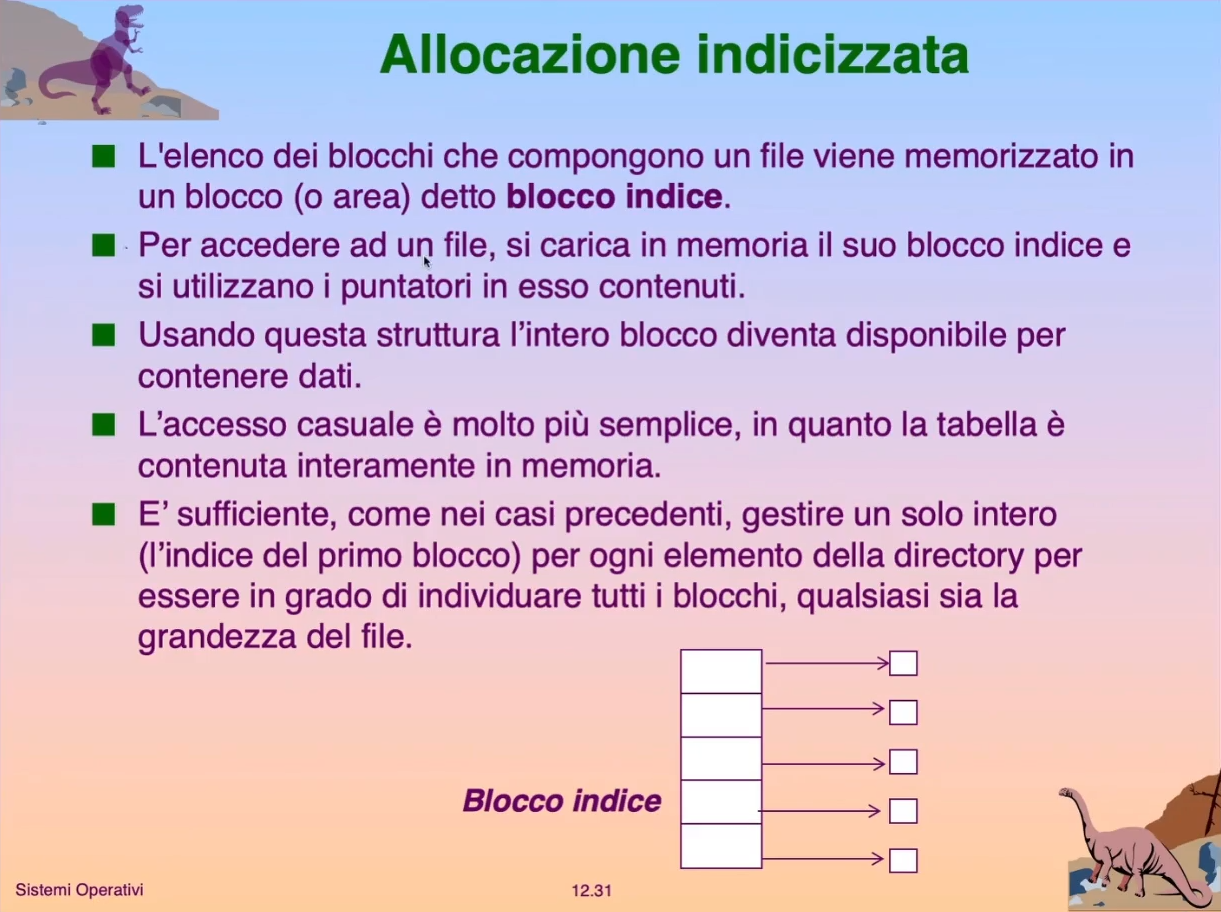 Allocazione indicizzata
L'elenco dei blocchi che compongono un file viene memorizzato in
un blocco (o area) detto blocco indice.
Per accedere ad un file, si carica in memoria il suo blocco indice e
si utilizzano i puntatori in esso contenuti.
Usando questa struttura l’intero blocco diventa disponibile per
contenere dati.
L’accesso casuale è molto più semplice, in quanto la tabella è
contenuta interamente in memoria.
E’ sufficiente, come nei casi precedenti, gestire un solo intero
(l’indice del primo blocco) per ogni elemento della directory per
essere in grado di individuare tutti i blocchi, qualsiasi sia la
grandezza del file.
Blocco indice
Sistemi Operativi
12.31